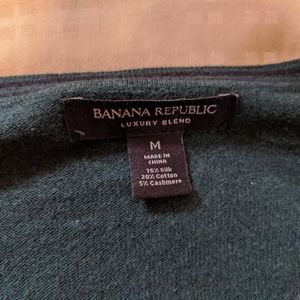 BANANA REPUBLIC
LUXURY BLEND
M
MADE IN
CHINA
75% Silk
20% Cotton
5% Cashmere